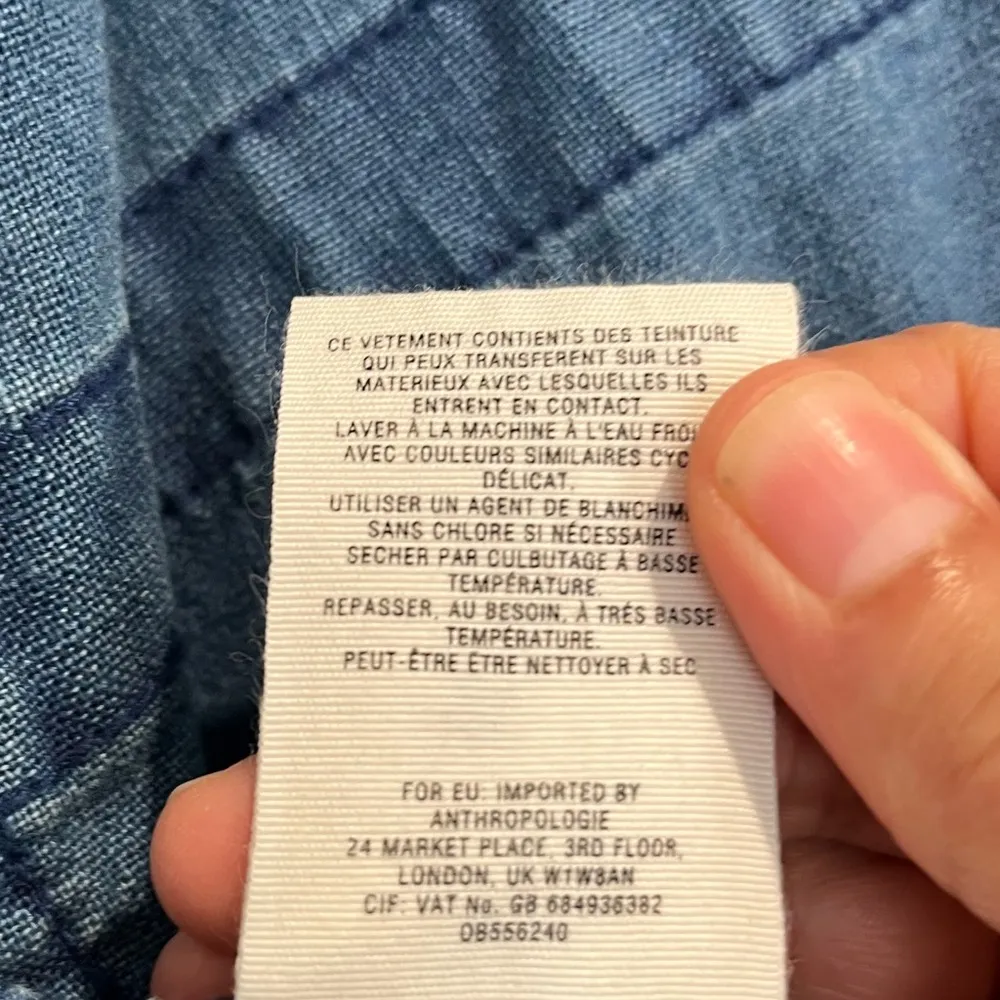 CE VETEMENT CONTIENTS DES TEINTURE
QUI PEUX TRANSFERENT SUR LES
MATERIEUX AVEC LESQUELLES ILS
ENTRENT EN CONTACT.
LAVER À LA MACHINE À L'EAU
AVEC COULEURS SIMILAIRES
DÉLICAT.
UTILISER UN AGENT DE
SANS CHLORE SI NÉCESSAIRE
SECHER PAR CULBUTAGE À BASSE
TEMPÉRATURE.
REPASSER, AU BESOIN, À TRÉS BASSE
TEMPÉRATURE.
PEUT-ÊTRE ÊTRE NETTOYER À SEC
FOR EU: IMPORTED BY
ANTHROPOLOGIE
24 MARKET PLACE, 3RD FLOOR,
LONDON, UK W1W8AN
CIF: VAT No. GB 684936382
OB556240